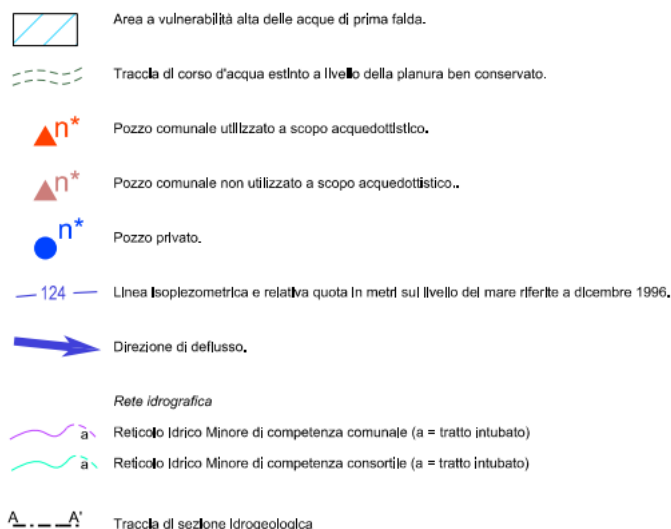 Area a vulnerabilità alta delle acque di prima falda.
Traccia di corso d'acqua estinto a livello della pianura ben conservato.
n*
Pozzo comunale utilizzato a scopo acquedottistico.
n*
Pozzo comunale non utilizzato a scopo acquedottistico..
n*
Pozzo privato.
124
Linea isopiezometrica e relativa quota in metri sul livello del mare riferite a dicembre 1996.
Direzione di deflusso.
Rete idrografica
a
Reticolo Idrico Minore di competenza comunale (a = tratto intubato)
a
Reticolo Idrico Minore di competenza consortile (a = tratto intubato)
A A'
Traccia di sezione idrogeologica